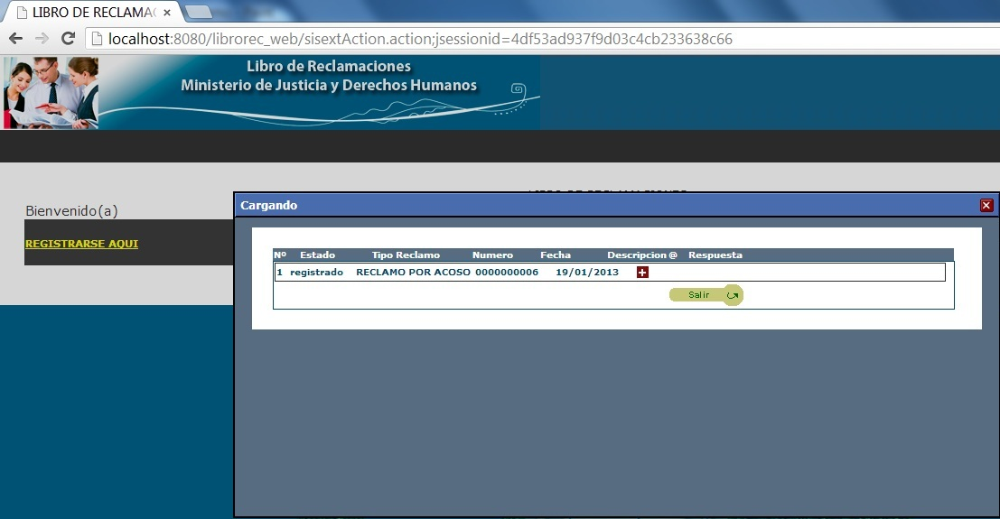 LIBRO DE RECLAMA
localhost:8080/librorec_web/sisextAction.action;jsessionid=4df53ad937f9d03c4cb233638c66
Libro de Reclamaciones
Ministerio de Justicia y Derechos Humanos
Bienvenido(a)
REGISTRARSE AQUI
Cargando
Nº Estado Tipo Reclamo Numero Fecha Descripcion @ Respuesta
1 registrado RECLAMO POR ACOSO 0000000006 19/01/2013
Salir